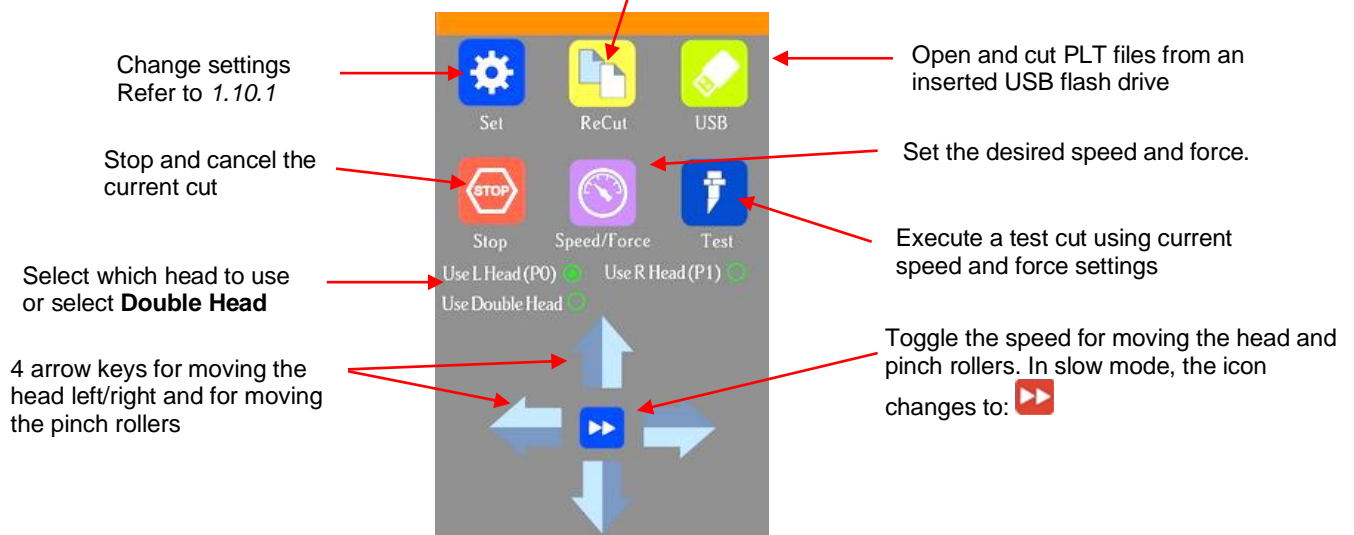 Change settings
Refer to 1.10.1
Open and cut PLT files from an
inserted USB flash drive
Set
ReCut
USB
Stop and cancel the
current cut
Set the desired speed and force.
STOP
Stop
Speed/Force
Test
Execute a test cut using current
speed and force settings
Select which head to use
or select Double Head
Use L Head (P0)
Use R Head (P1)
Use Double Head
4 arrow keys for moving the
head left/right and for moving
the pinch rollers
Toggle the speed for moving the head and
pinch rollers. In slow mode, the icon
changes to: